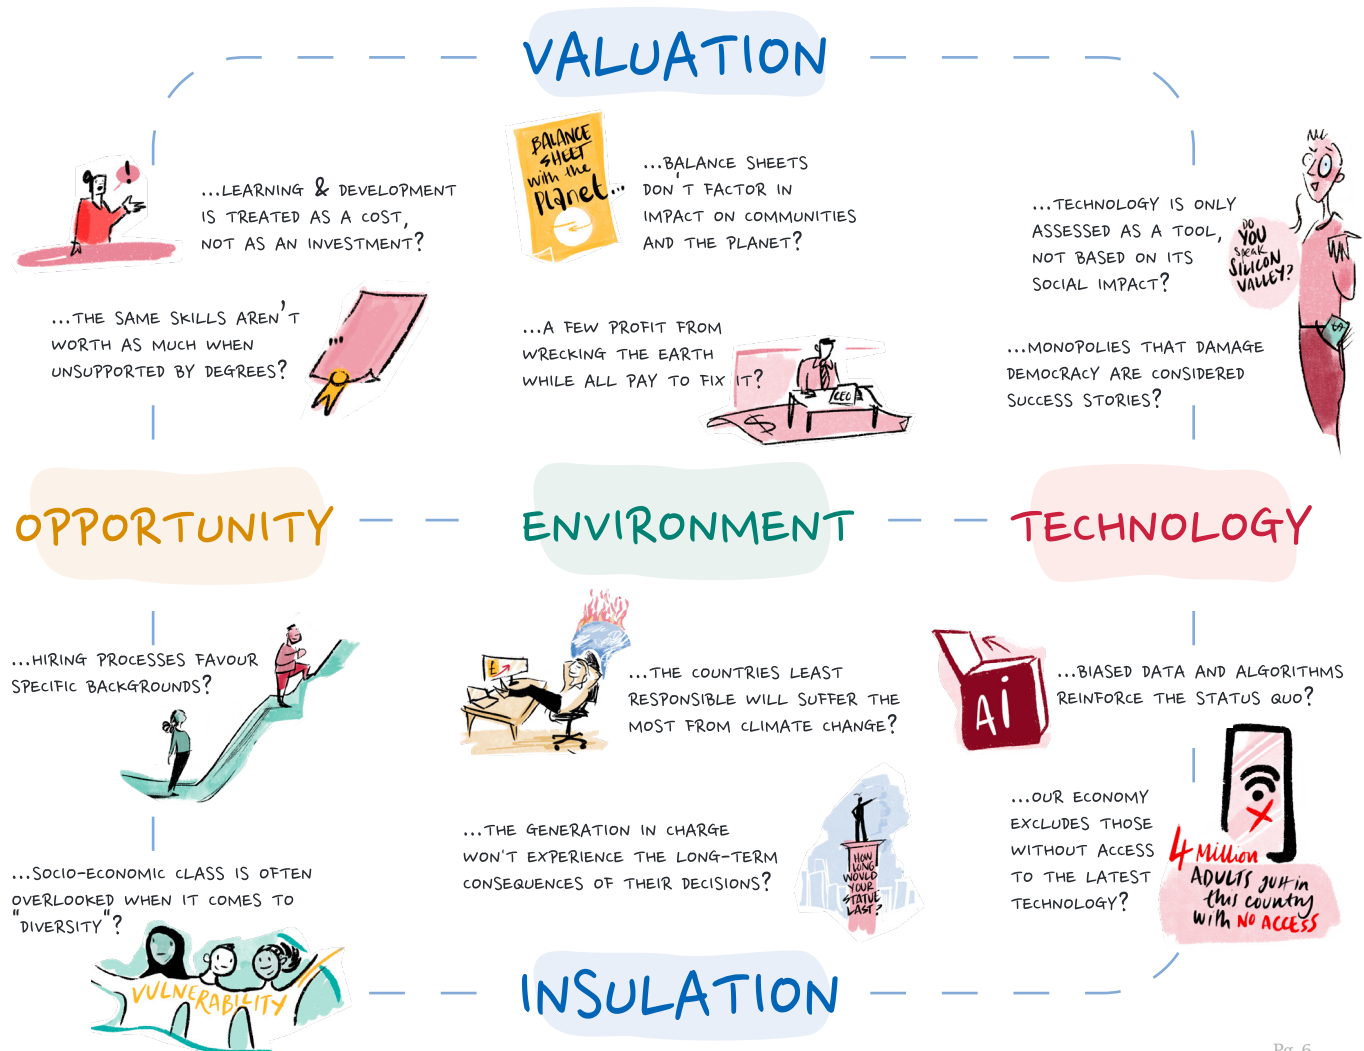 VALUATION
...LEARNING & DEVELOPMENT
IS TREATED AS A COST,
NOT AS AN INVESTMENT?
!
...THE SAME SKILLS AREN'T
WORTH AS MUCH WHEN
UNSUPPORTED BY DEGREES?
BALANCE
SHEET
with the
Planet...
...BALANCE SHEETS
DON'T FACTOR IN
IMPACT ON COMMUNITIES
AND THE PLANET?
...A FEW PROFIT FROM
WRECKING THE EARTH
WHILE ALL PAY TO FIX IT?
CEO
$
...TECHNOLOGY IS ONLY
ASSESSED AS A TOOL,
NOT BASED ON ITS
SOCIAL IMPACT?
DO
YOU
speak
SILICON
VALLEY?
...MONOPOLIES THAT DAMAGE
DEMOCRACY ARE CONSIDERED
SUCCESS STORIES?
OPPORTUNITY
ENVIRONMENT
TECHNOLOGY
...HIRING PROCESSES FAVOUR
SPECIFIC BACKGROUNDS?
...SOCIO-ECONOMIC CLASS IS OFTEN
OVERLOOKED WHEN IT COMES TO
"DIVERSITY"?
VULNERABILITY
£
...THE COUNTRIES LEAST
RESPONSIBLE WILL SUFFER THE
MOST FROM CLIMATE CHANGE?
...THE GENERATION IN CHARGE
WON'T EXPERIENCE THE LONG-TERM
CONSEQUENCES OF THEIR DECISIONS?
HOW
LONG
WOULD
YOUR
STATUE
LAST?
Ai
...BIASED DATA AND ALGORITHMS
REINFORCE THE STATUS QUO?
...OUR ECONOMY
EXCLUDES THOSE
WITHOUT ACCESS
TO THE LATEST
TECHNOLOGY?
4 Million
ADULTS just in
this country
with NO ACCESS
INSULATION
Pg. 6